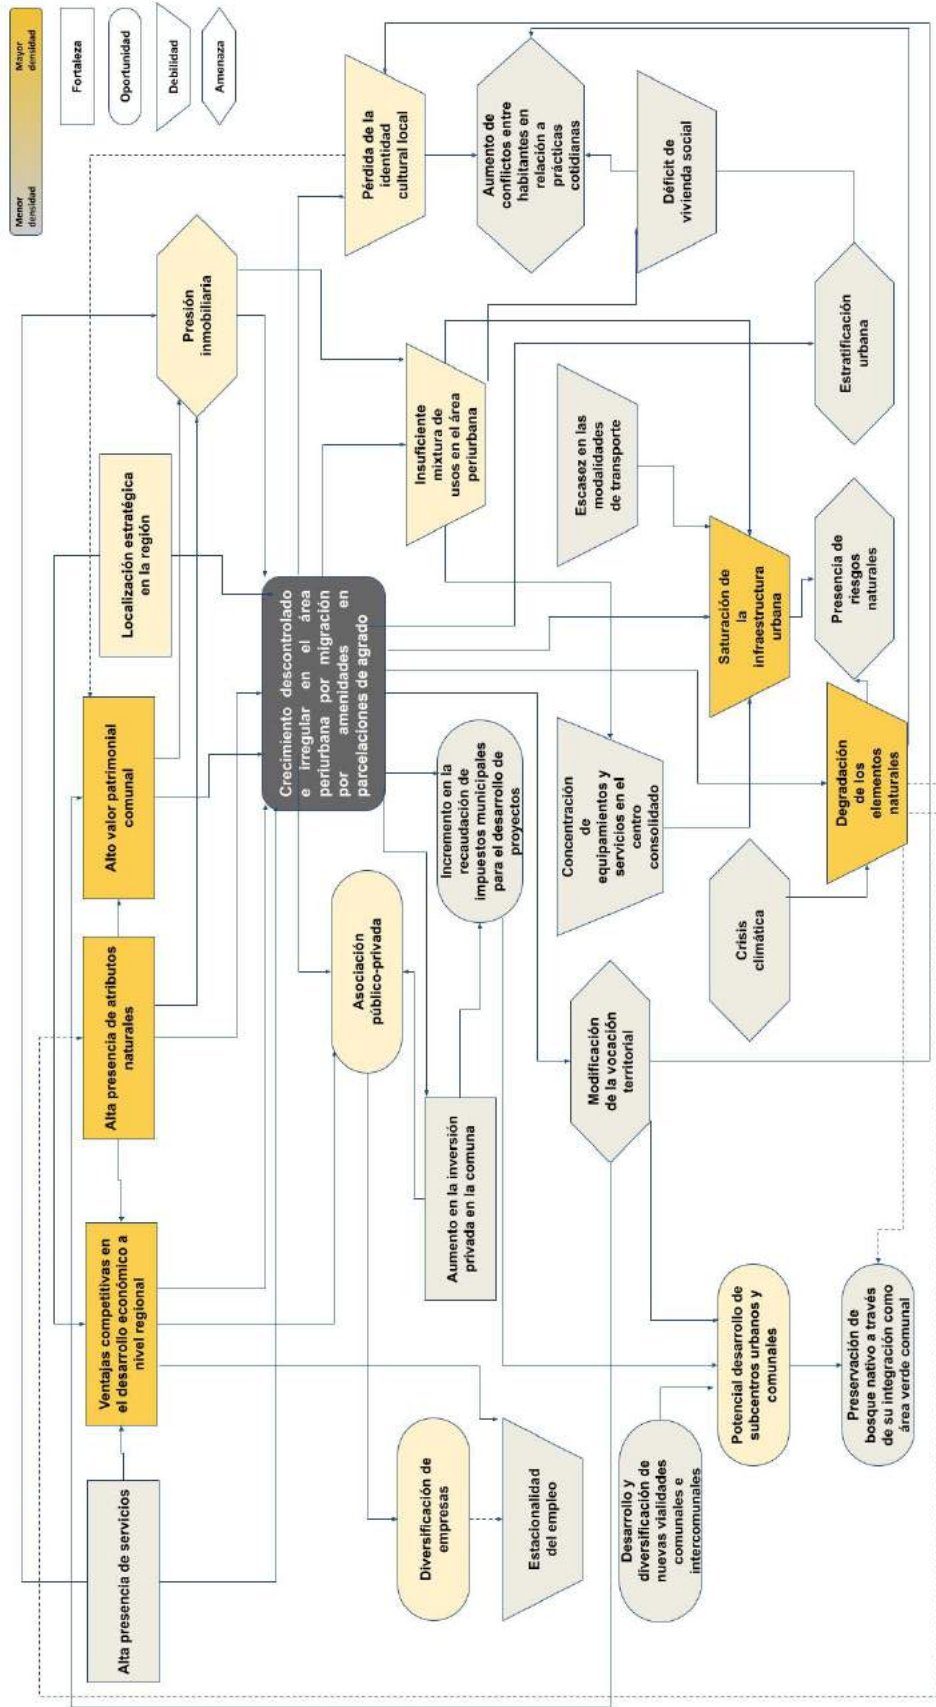 Menor
densidad
Mayor
densidad
Fortaleza
Oportunidad
Debilidad
Amenaza
Alta presencia de servicios
Ventajas competitivas en
el desarrollo económico a
nivel regional
Alta presencia de atributos
naturales
Alto valor patrimonial
comunal
Localización estratégica
en la región
Presión
inmobiliaria
Crecimiento descontrolado
e irregular en el área
periurbana por migración
por amenidades en
parcelaciones de agrado
Pérdida de la
identidad
cultural local
Asociación
público-privada
Insuficiente
mixtura de
usos en el área
periurbana
Aumento de
conflictos entre
habitantes en
relación a
prácticas
cotidianas
Diversificación de
empresas
Aumento en la inversión
privada en la comuna
Incremento en la
recaudación de
impuestos municipales
para el desarrollo de
proyectos
Estacionalidad
del empleo
Modificación
de la vocación
territorial
Concentración
de
equipamientos y
servicios en el
centro
consolidado
Escasez en las
modalidades
de transporte
Déficit de
vivienda social
Desarrollo y
diversificación de
nuevas vialidades
comunales e
intercomunales
Potencial desarrollo de
subcentros urbanos y
comunales
Crisis
climática
Saturación de
la
infraestructura
urbana
Preservación de
bosque nativo a través
de su integración como
área verde comunal
Degradación
de los
elementos
naturales
Presencia de
riesgos
naturales
Estratificación
urbana